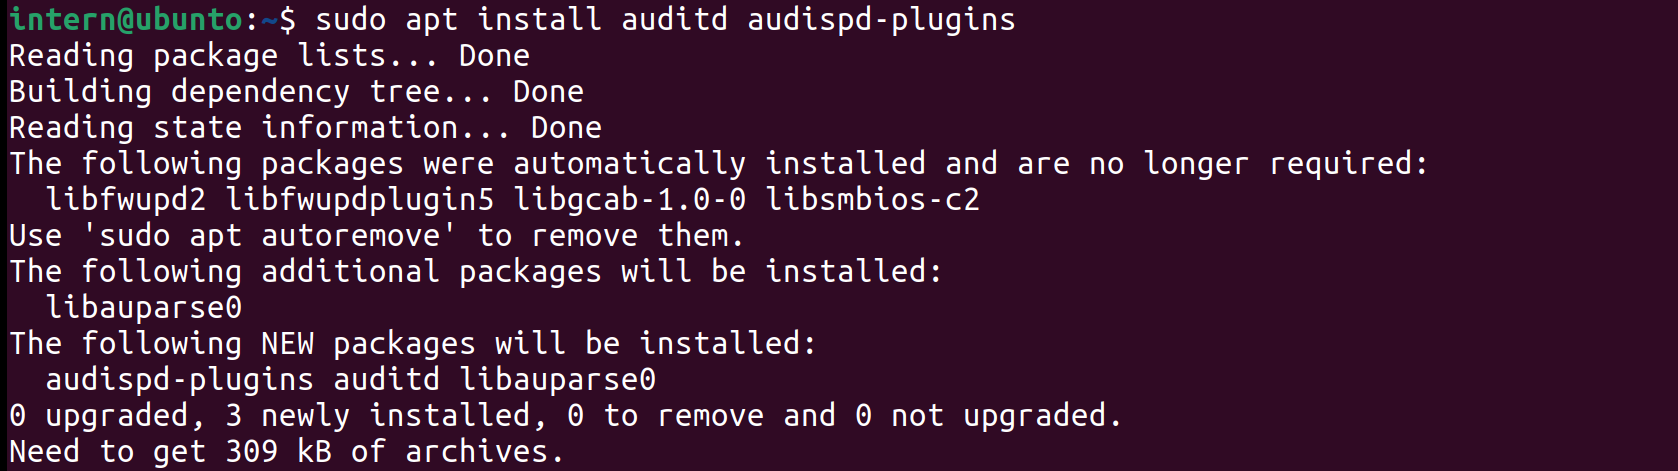 intern@ubunto:~$ sudo apt install auditd audispd-plugins
Reading package lists... Done
Building dependency tree... Done
Reading state information... Done
The following packages were automatically installed and are no longer required:
  libfwupd2 libfwupdplugin5 libgcab-1.0-0 libsmbios-c2
Use 'sudo apt autoremove' to remove them.
The following additional packages will be installed:
  libauparse0
The following NEW packages will be installed:
  audispd-plugins auditd libauparse0
0 upgraded, 3 newly installed, 0 to remove and 0 not upgraded.
Need to get 309 kB of archives.